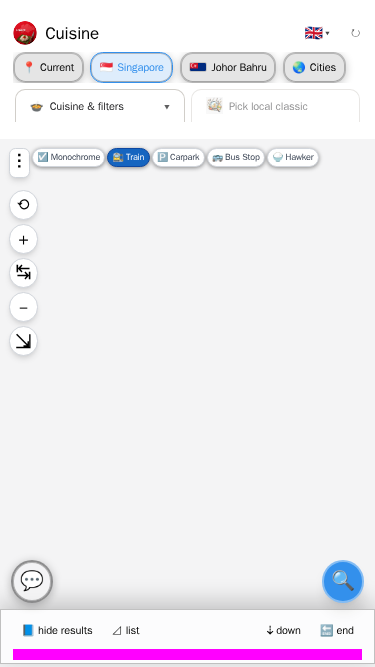 Cuisine
Current Singapore Johor Bahru Cities
Cuisine & filters Pick local classic
Monochrome Train Carpark Bus Stop Hawker
hide results list down end